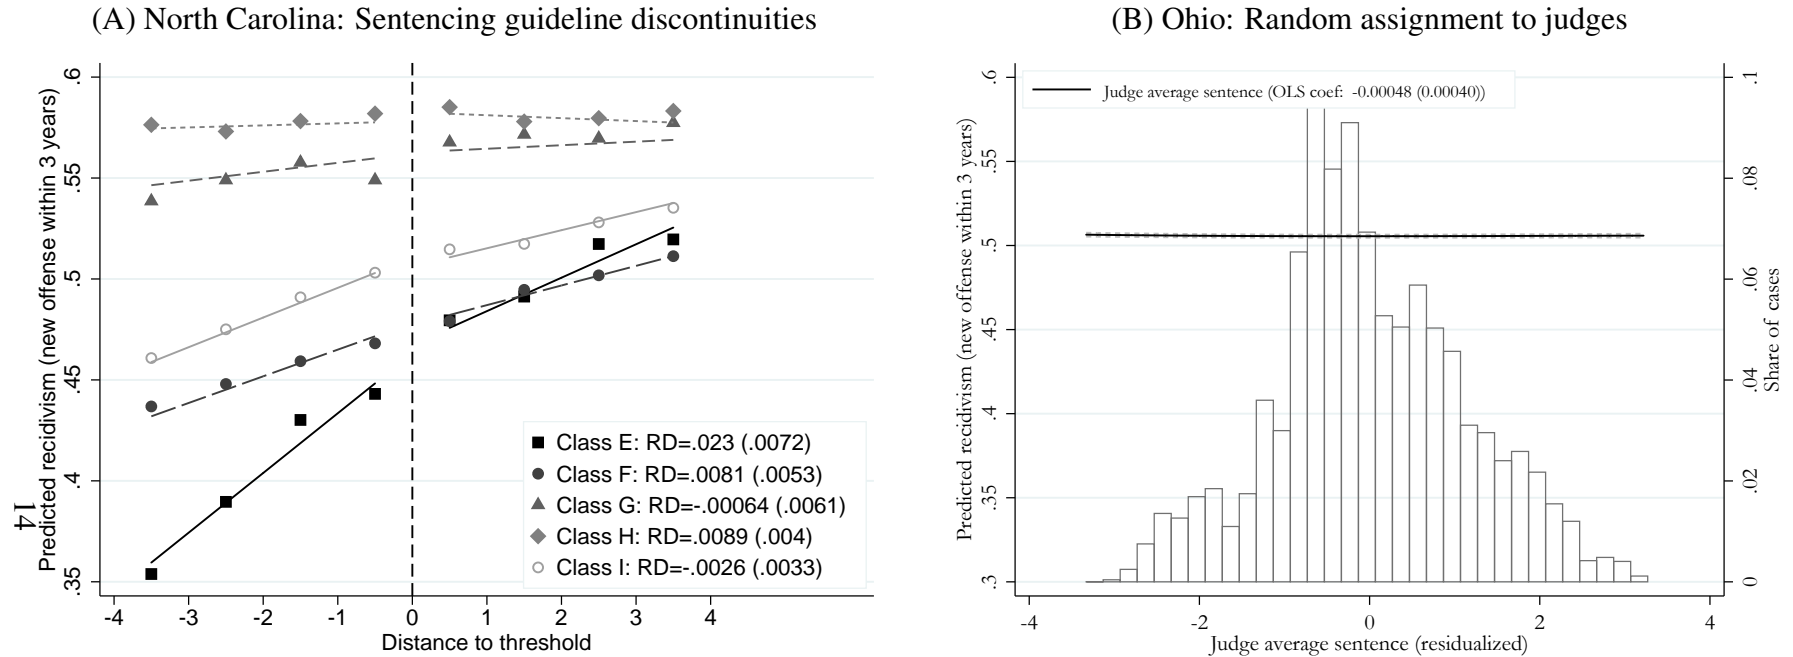 (A) North Carolina: Sentencing guideline discontinuities
Predicted recidivism (new offense within 3 years)
.6
.55
.5
.45
.4
.35
Class E: RD=.023 (.0072)
Class F: RD=.0081 (.0053)
Class G: RD=-.00064 (.0061)
Class H: RD=.0089 (.004)
Class I: RD=-.0026 (.0033)
-4 -3 -2 -1 0 1 2 3 4
Distance to threshold
14
(B) Ohio: Random assignment to judges
Predicted recidivism (new offense within 3 years)
.6
.55
.5
.45
.4
.35
.3
Judge average sentence (OLS coef: -0.00048 (0.00040))
.1
.08
.06
.04
.02
0
Share of cases
-4 -2 0 2 4
Judge average sentence (residualized)